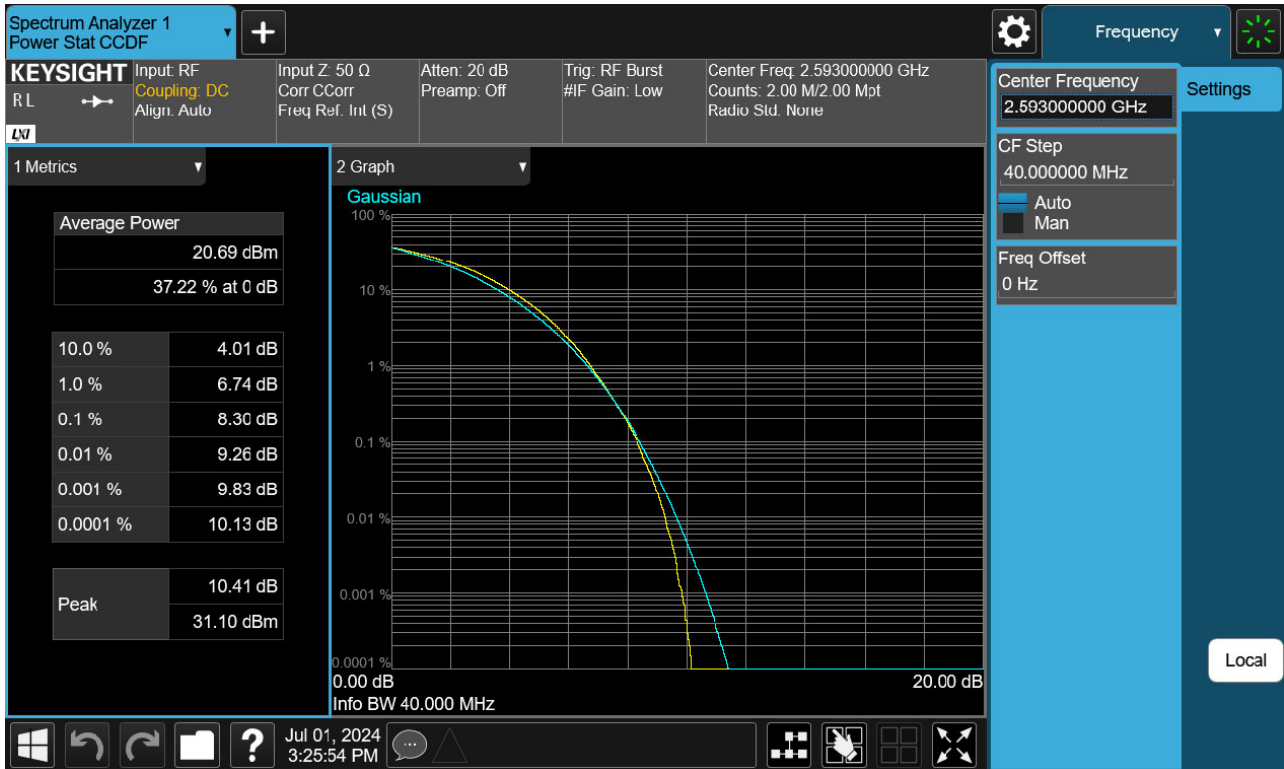 Spectrum Analyzer 1
Power Stat CCDF
+
Frequency
KEYSIGHT
R L
LXI
Input: RF
Coupling: DC
Align: Auto
Input Z: 50 Ω
Corr CCorr
Freq Ref: Int (S)
Atten: 20 dB
Preamp: Off
Trig: RF Burst
#IF Gain: Low
Center Freq: 2.593000000 GHz
Counts: 2.00 M/2.00 Mpt
Radio Std: None
Center Frequency
2.593000000 GHz
Settings
CF Step
40.000000 MHz
Auto
Man
Freq Offset
0 Hz
Local
1 Metrics
Average Power
20.69 dBm
37.22 % at 0 dB
10.0 % 4.01 dB
1.0 % 6.74 dB
0.1 % 8.30 dB
0.01 % 9.26 dB
0.001 % 9.83 dB
0.0001 % 10.13 dB
Peak
10.41 dB
31.10 dBm
2 Graph
Gaussian
100 %
10 %
1 %
0.1 %
0.01 %
0.001 %
0.0001 %
0.00 dB 20.00 dB
Info BW 40.000 MHz
?
Jul 01, 2024
3:25:54 PM